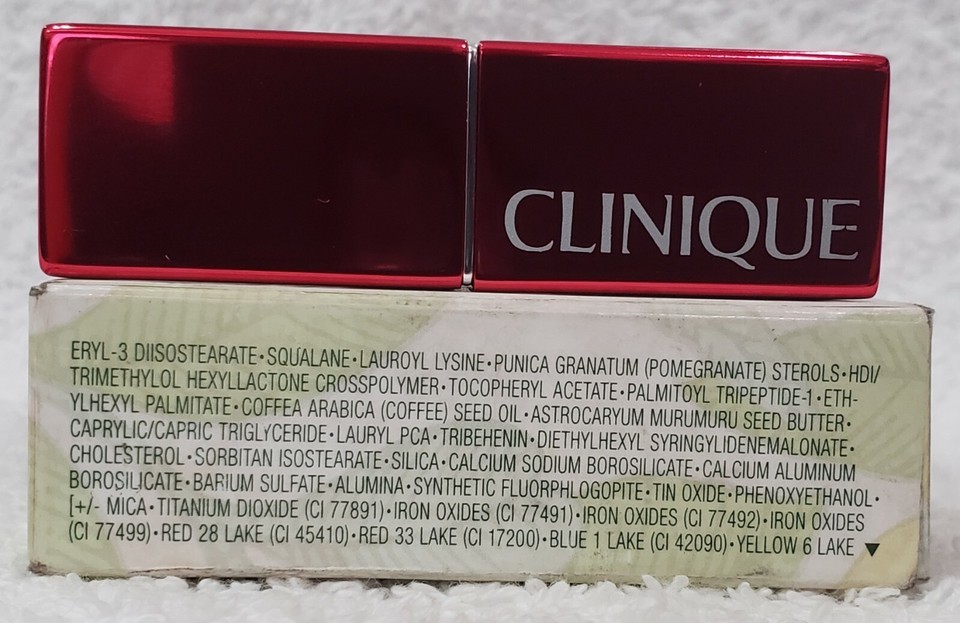 CLINIQUE
ERYL-3 DIISOSTEARATE•SQUALANE•LAUROYL LYSINE•PUNICA GRANATUM (POMEGRANATE) STEROLS•HDI/
TRIMETHYLOL HEXYLLACTONE CROSSPOLYMER•TOCOPHERYL ACETATE•PALMITOYL TRIPEPTIDE-1•ETH-
YLHEXYL PALMITATE•COFFEA ARABICA (COFFEE) SEED OIL•ASTROCARYUM MURUMURU SEED BUTTER•
CAPRYLIC/CAPRIC TRIGLYCERIDE•LAURYL PCA•TRIBEHENIN•DIETHYLHEXYL SYRINGYLIDENEMALONATE•
CHOLESTEROL•SORBITAN ISOSTEARATE•SILICA•CALCIUM SODIUM BOROSILICATE•CALCIUM ALUMINUM
BOROSILICATE•BARIUM SULFATE•ALUMINA•SYNTHETIC FLUORPHLOGOPITE•TIN OXIDE•PHENOXYETHANOL•
[+/- MICA•TITANIUM DIOXIDE (CI 77891)•IRON OXIDES (CI 77491)•IRON OXIDES (CI 77492)•IRON OXIDES
(CI 77499)•RED 28 LAKE (CI 45410)•RED 33 LAKE (CI 17200)•BLUE 1 LAKE (CI 42090)•YELLOW 6 LAKE ▼